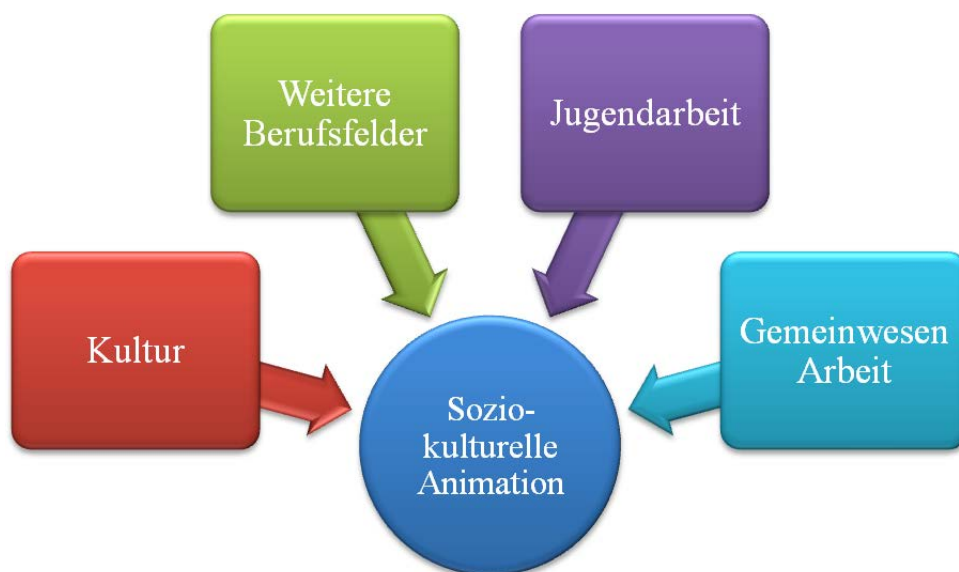 Weitere
Berufsfelder
Jugendarbeit
Kultur
Gemeinwesen
Arbeit
Sozio-
kulturelle
Animation